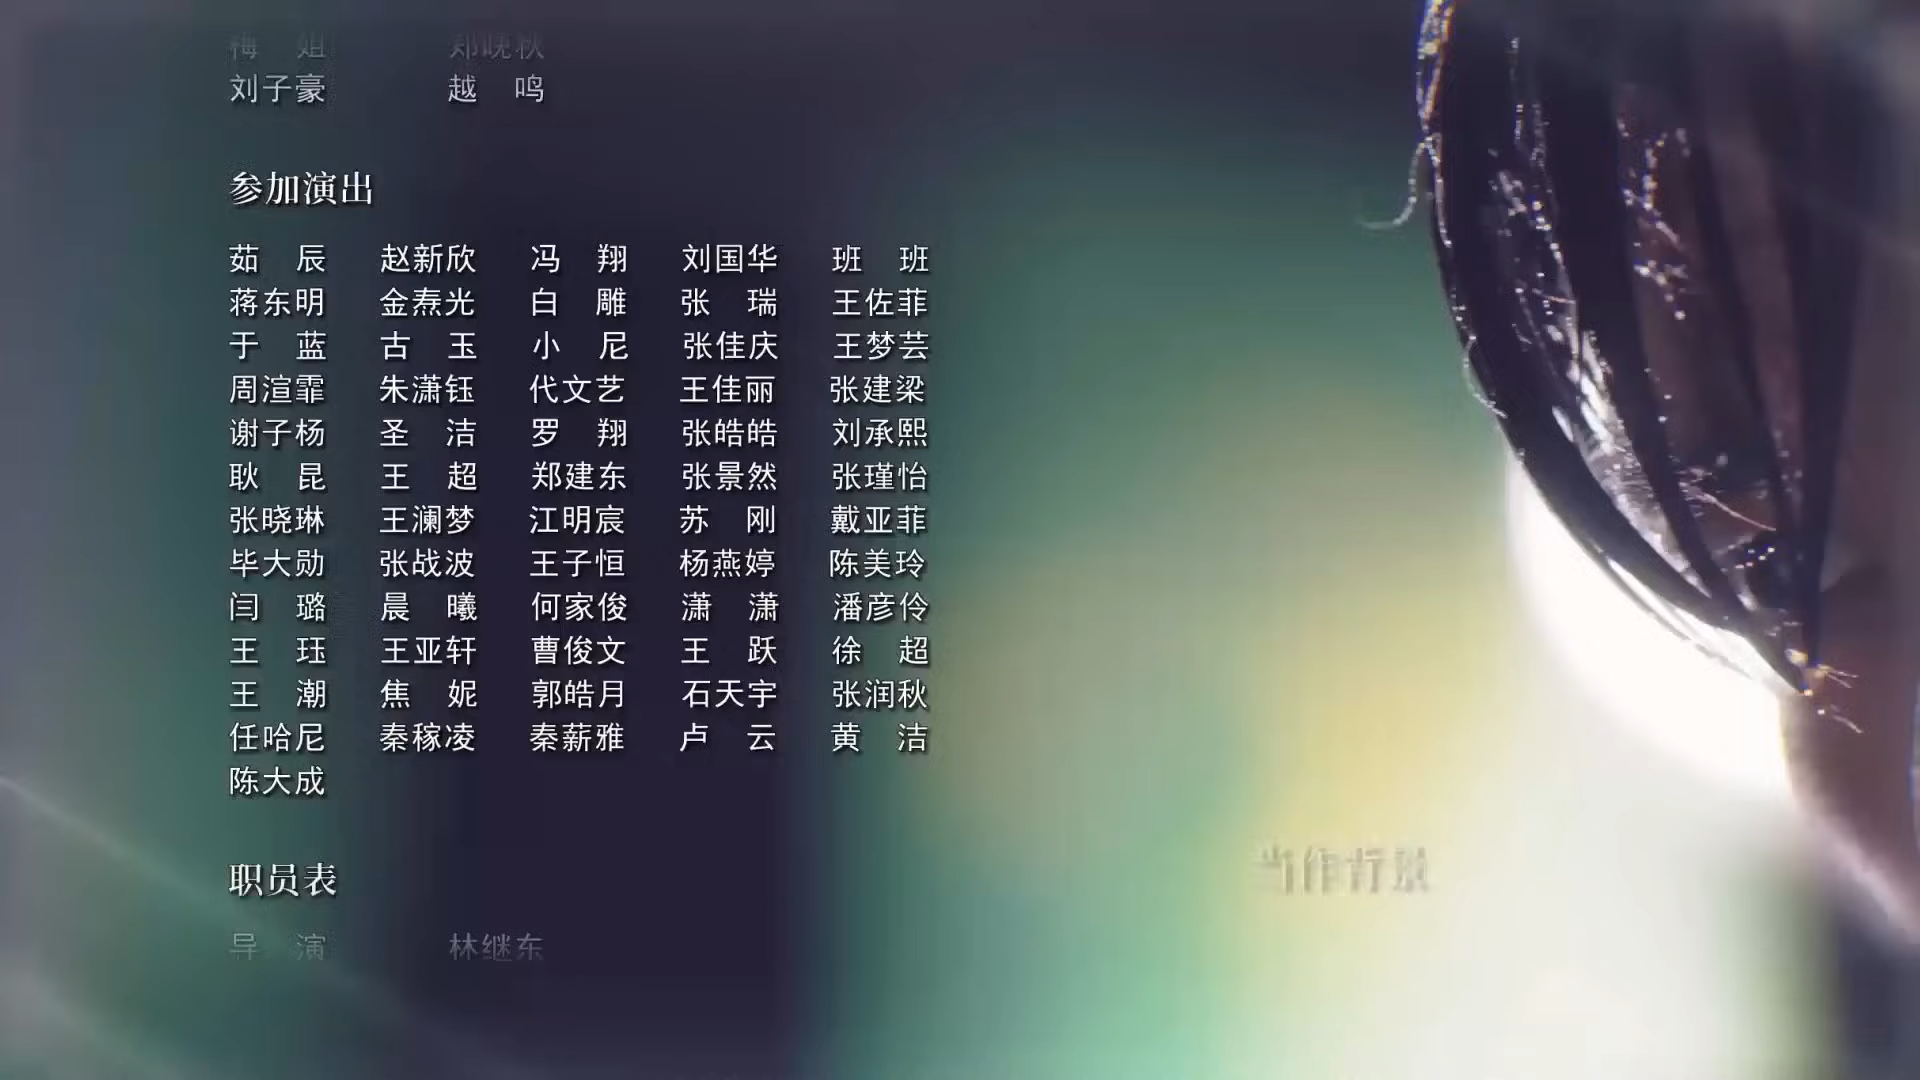 梅 姐 郑晓秋
刘子豪 越 鸣
参加演出
茹 辰 赵新欣 冯 翔 刘国华 班 班
蒋东明 金焘光 白 雕 张 瑞 王佐菲
于 蓝 古 玉 小 尼 张佳庆 王梦芸
周渲霏 朱潇钰 代文艺 王佳丽 张建梁
谢子杨 圣 洁 罗 翔 张皓皓 刘承熙
耿 昆 王 超 郑建东 张景然 张瑾怡
张晓琳 王澜梦 江明宸 苏 刚 戴亚菲
毕大勋 张战波 王子恒 杨燕婷 陈美玲
闫 璐 晨 曦 何家俊 潇 潇 潘彦伶
王 珏 王亚轩 曹俊文 王 跃 徐 超
王 潮 焦 妮 郭皓月 石天宇 张润秋
任哈尼 秦稼凌 秦薪雅 卢 云 黄 洁
陈大成
当作背景
职员表
导 演 林继东